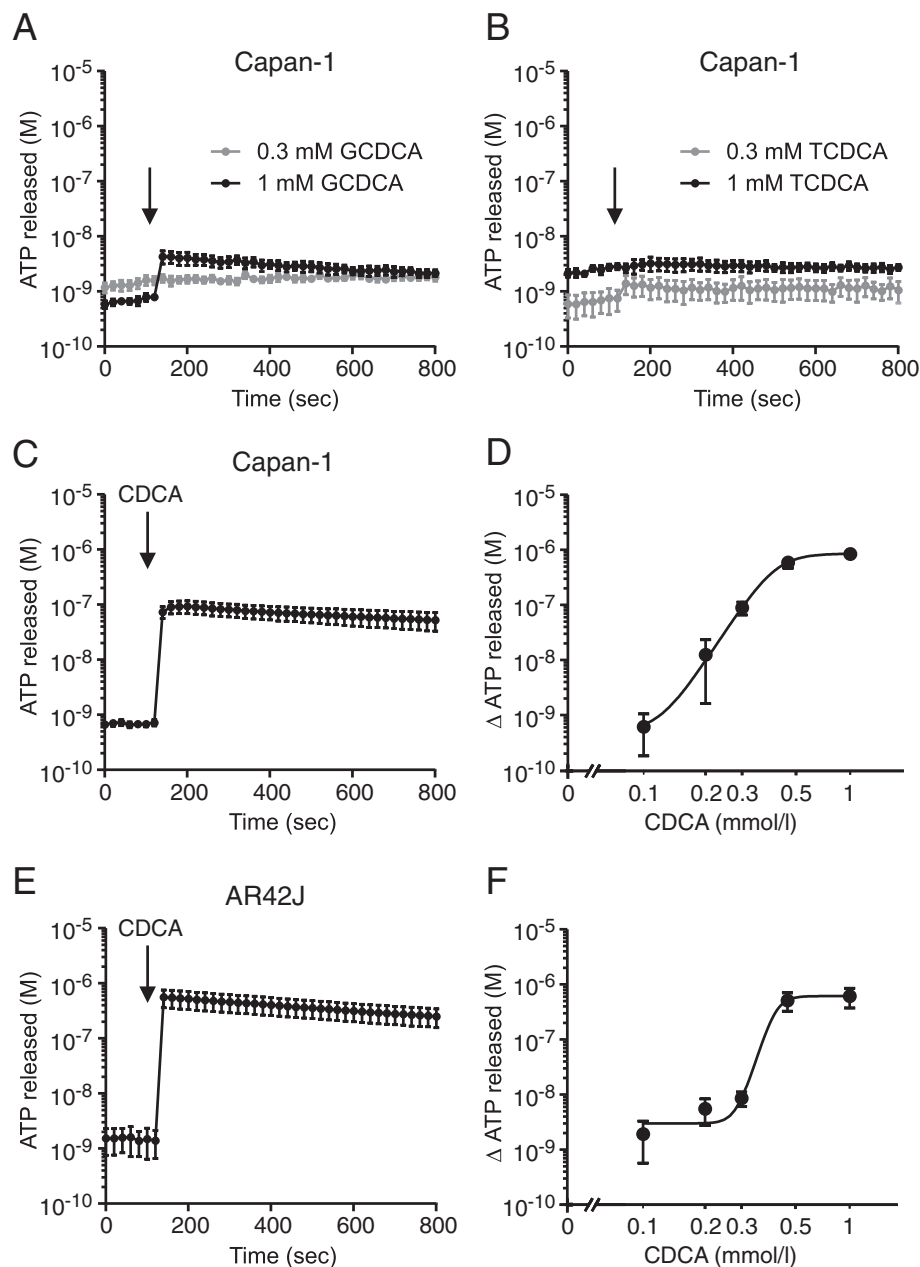 A
Capan-1
ATP released (M)
10-5
10-6
10-7
10-8
10-9
10-10
0.3 mM GCDCA
1 mM GCDCA
0 200 400 600 800
Time (sec)
B
Capan-1
ATP released (M)
10-5
10-6
10-7
10-8
10-9
10-10
0.3 mM TCDCA
1 mM TCDCA
0 200 400 600 800
Time (sec)
C
Capan-1
CDCA
ATP released (M)
10-5
10-6
10-7
10-8
10-9
10-10
0 200 400 600 800
Time (sec)
D
Δ ATP released (M)
10-5
10-6
10-7
10-8
10-9
10-10
0 0.1 0.2 0.3 0.5 1
CDCA (mmol/l)
E
AR42J
CDCA
ATP released (M)
10-5
10-6
10-7
10-8
10-9
10-10
0 200 400 600 800
Time (sec)
F
Δ ATP released (M)
10-5
10-6
10-7
10-8
10-9
10-10
0 0.1 0.2 0.3 0.5 1
CDCA (mmol/l)